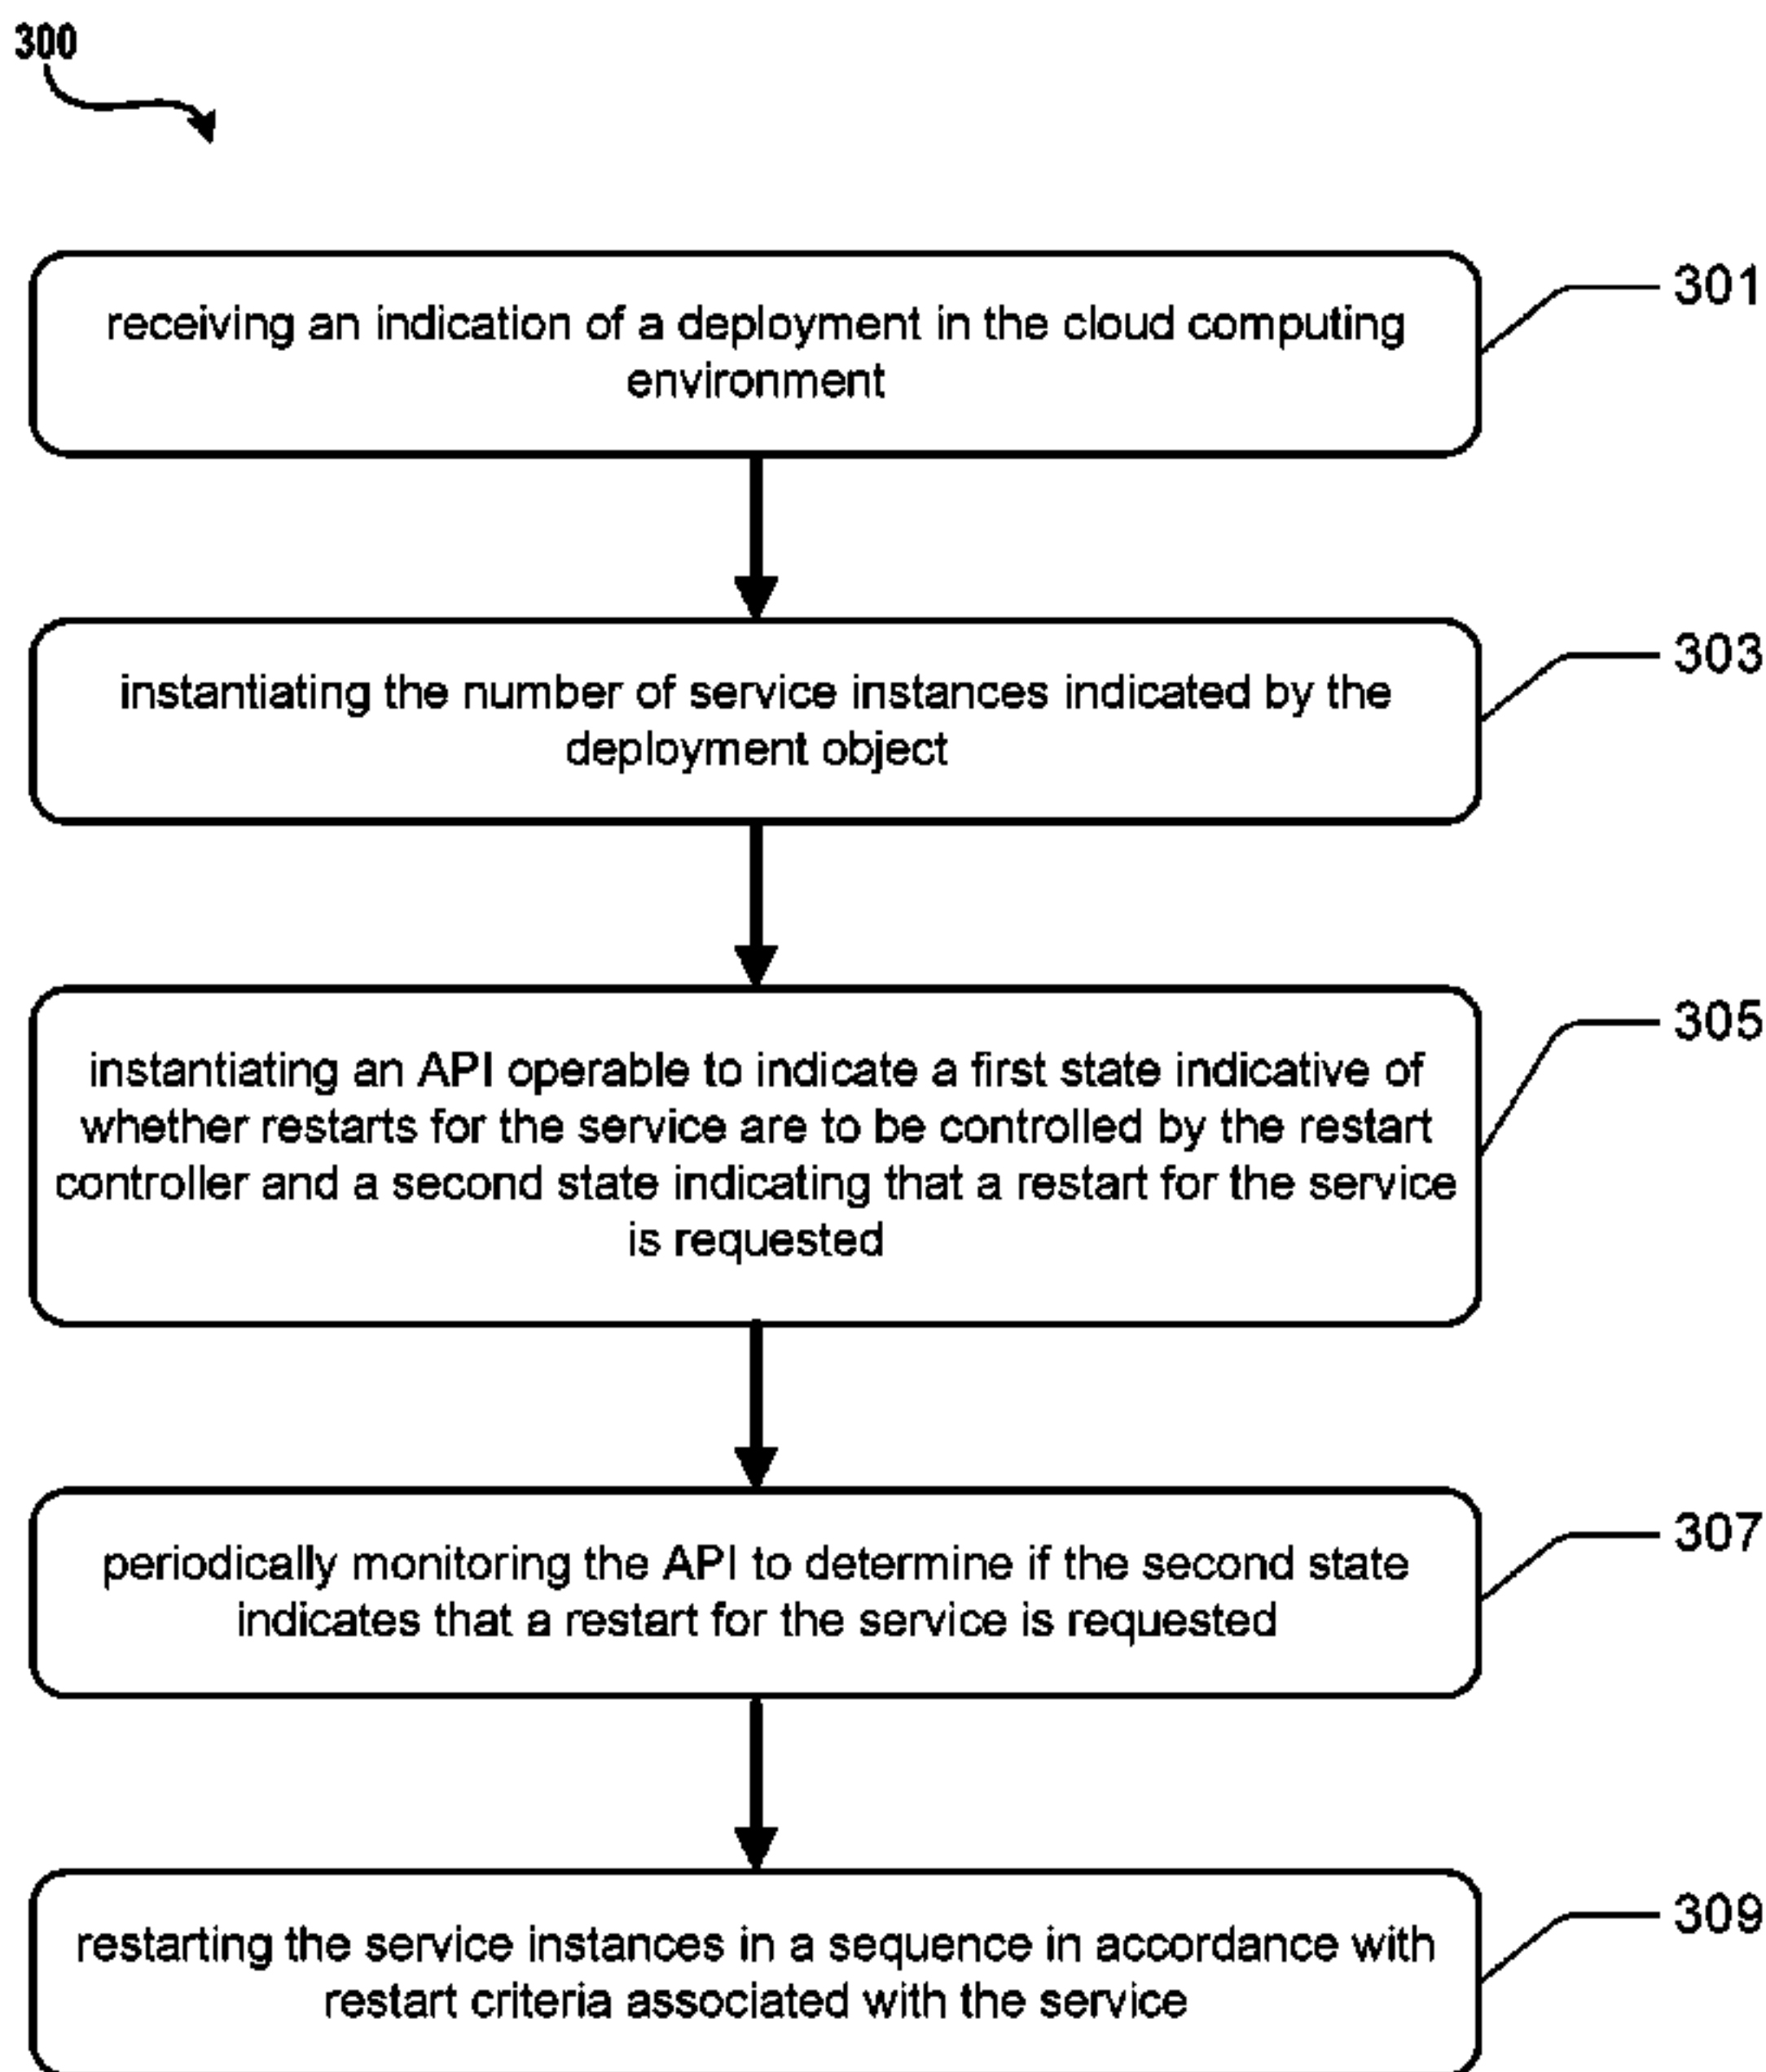 300
receiving an indication of a deployment in the cloud computing
environment
301
instantiating the number of service instances indicated by the
deployment object
303
instantiating an API operable to indicate a first state indicative of
whether restarts for the service are to be controlled by the restart
controller and a second state indicating that a restart for the service
is requested
305
periodically monitoring the API to determine if the second state
indicates that a restart for the service is requested
307
restarting the service instances in a sequence in accordance with
restart criteria associated with the service
309